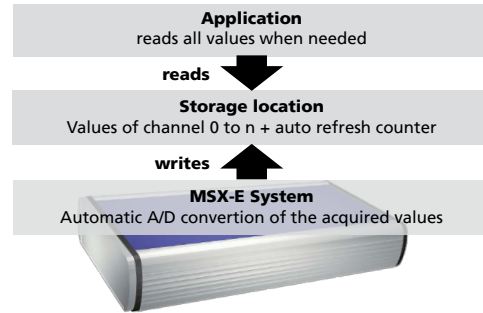 Application
reads all values when needed
reads
Storage location
Values of channel 0 to n + auto refresh counter
writes
MSX-E System
Automatic A/D convertion of the acquired values